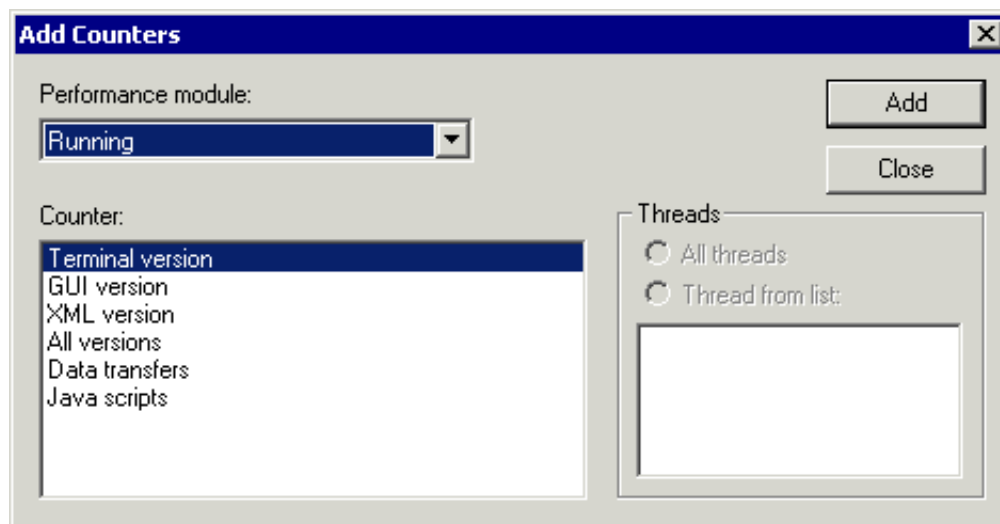 Add Counters
Performance module:
Running
Add
Close
Counter:
Terminal version
GUI version
XML version
All versions
Data transfers
Java scripts
Threads
All threads
Thread from list: